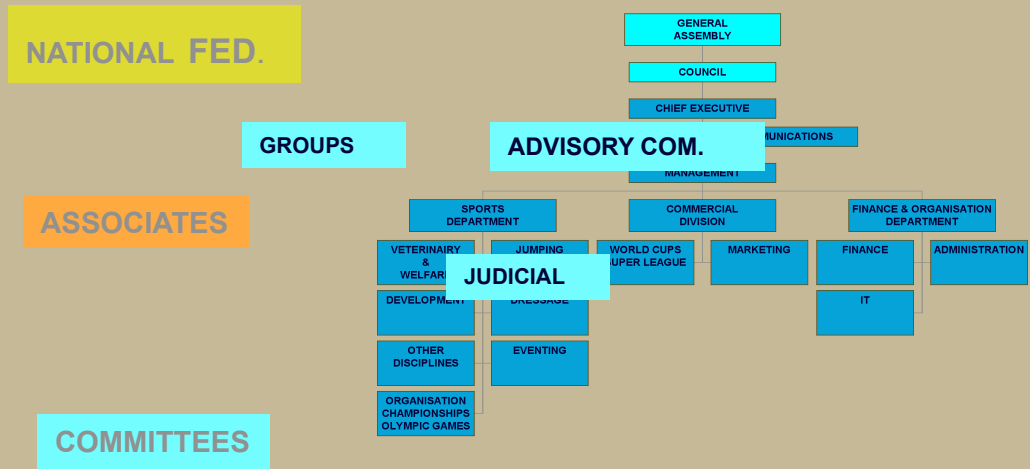 NATIONAL FED.
GENERAL
ASSEMBLY
COUNCIL
CHIEF EXECUTIVE
GROUPS
ADVISORY COM.
MANAGEMENT
ASSOCIATES
SPORTS
DEPARTMENT
COMMERCIAL
DIVISION
FINANCE & ORGANISATION
DEPARTMENT
VETERINAIRY
&
WELFARE
JUMPING
WORLD CUPS
SUPER LEAGUE
MARKETING
FINANCE
ADMINISTRATION
JUDICIAL
DEVELOPMENT
DRESSAGE
IT
OTHER
DISCIPLINES
EVENTING
ORGANISATION
CHAMPIONSHIPS
OLYMPIC GAMES
COMMITTEES